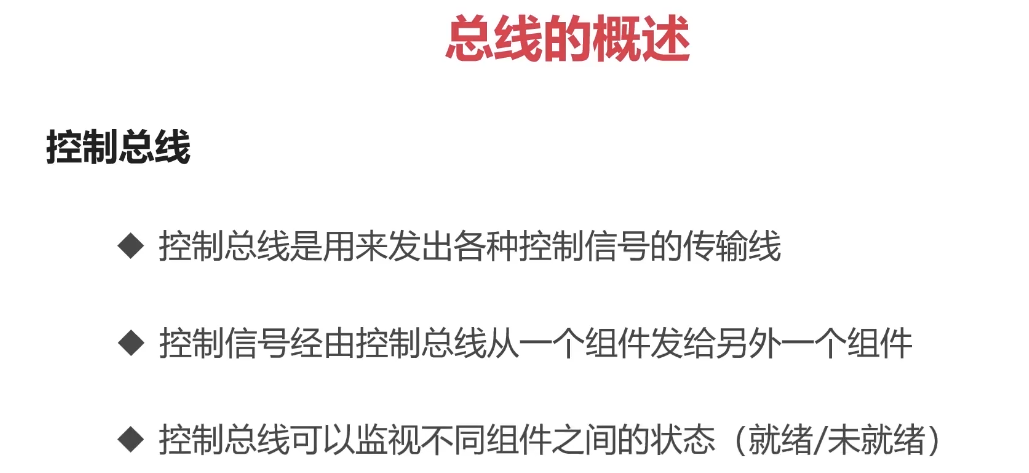 总线的概述
控制总线
◆ 控制总线是用来发出各种控制信号的传输线
◆ 控制信号经由控制总线从一个组件发给另外一个组件
◆ 控制总线可以监视不同组件之间的状态（就绪/未就绪）